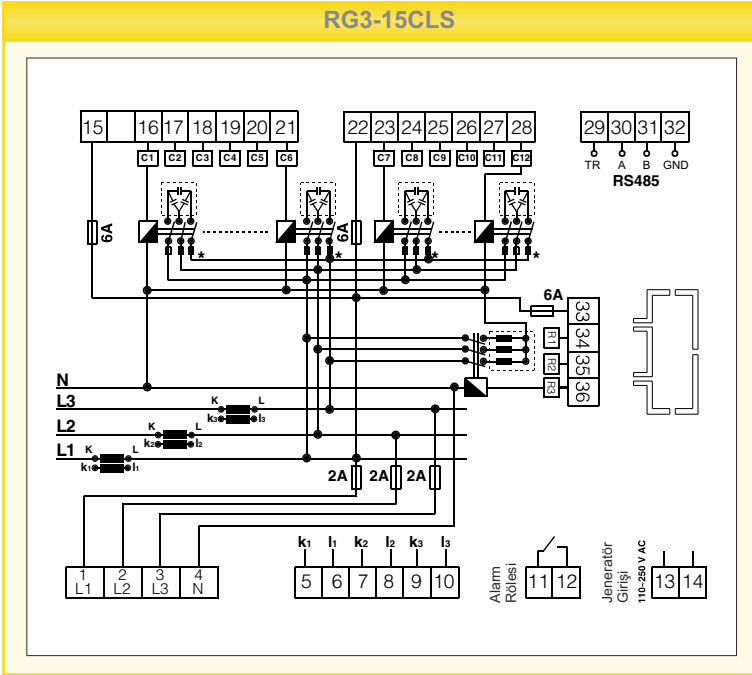 RG3-15CLS
15 16 17 18 19 20 21
22 23 24 25 26 27 28
29 30 31 32
C1 C2 C3 C4 C5 C6
C7 C8 C9 C10 C11 C12
TR A B GND
RS485
6A
6A
* * * *
6A
33
34
35
36
R1
R2
R3
N
L3 K L
k3 l3
L2 K L
k2 l2
L1 K L
k1 l1
2A 2A 2A
k1 l1 k2 l2 k3 l3
1 2 3 4
L1 L2 L3 N
5 6 7 8 9 10
Alarm
Rölesi
11 12
Jeneratör
Girişi
110-250 V AC
13 14